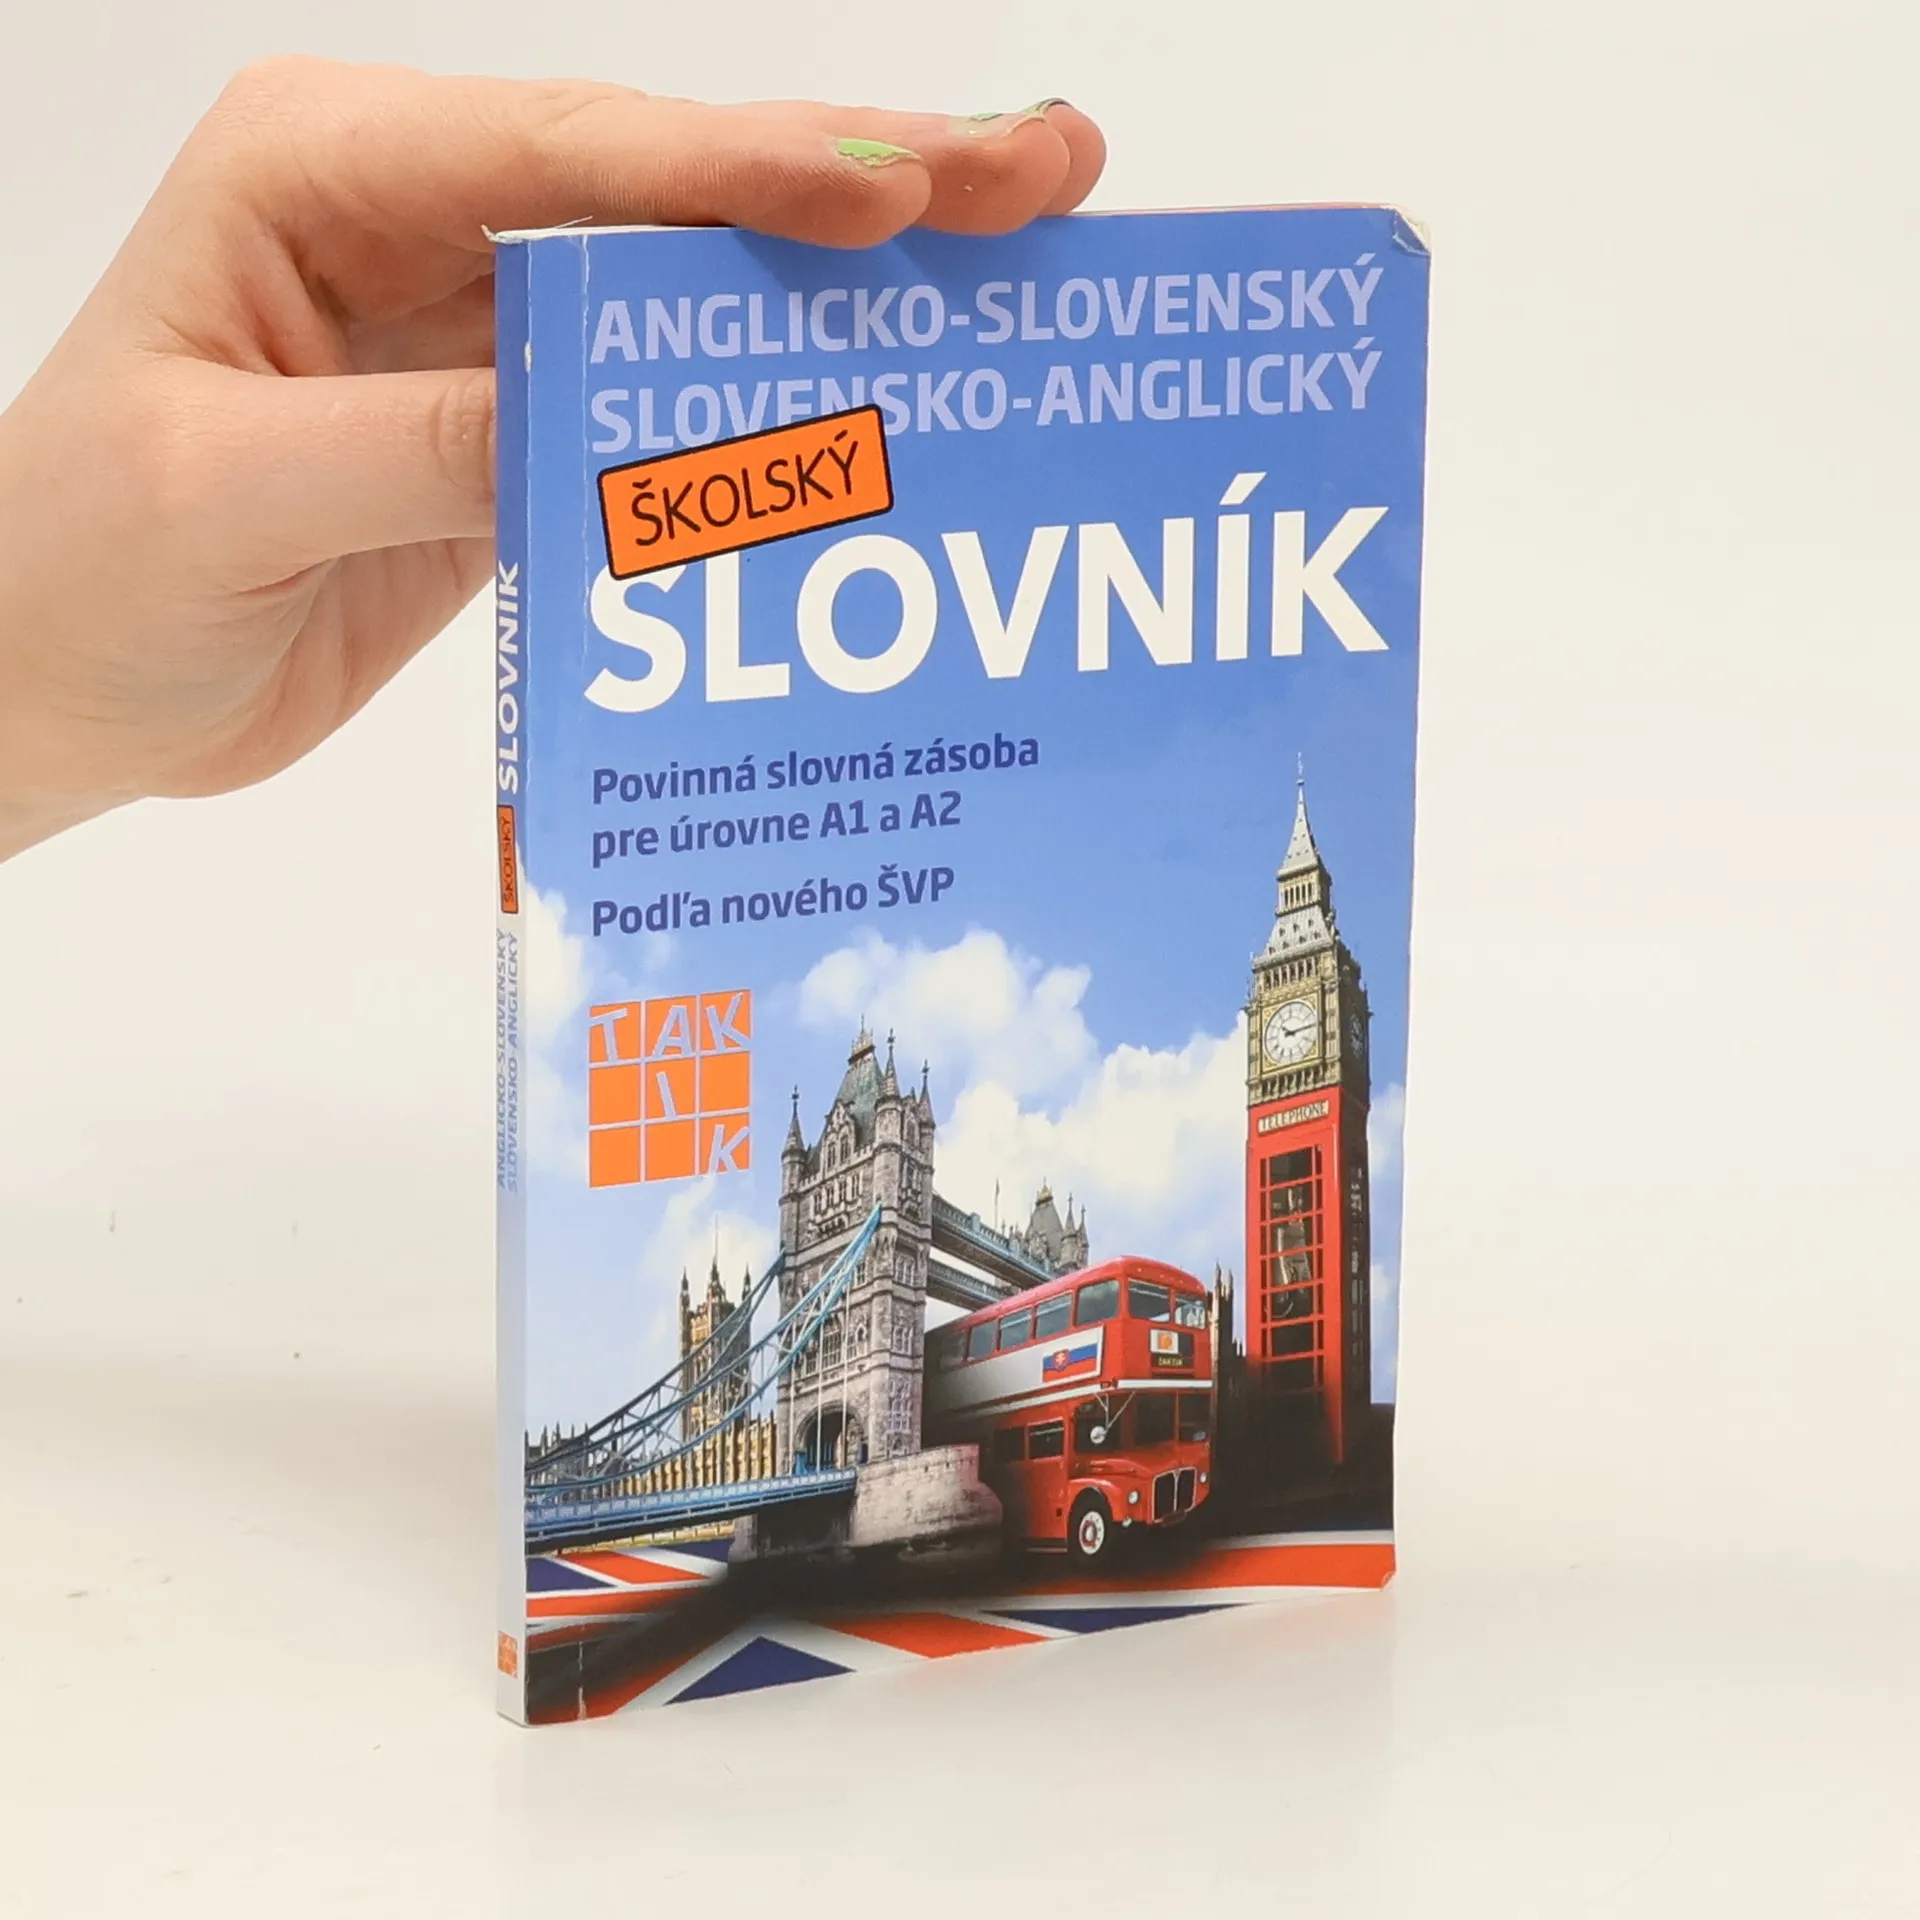 ANGLICKO-SLOVENSKÝ
SLOVENSKO-ANGLICKÝ
ŠKOLSKÝ
SLOVNÍK
Povinná slovná zásoba
pre úrovne A1 a A2
Podľa nového ŠVP
TAK
I
K
TELEPHONE
ANGLICKO-SLOVENSKÝ
SLOVENSKO-ANGLICKÝ
ŠKOLSKÝ
SLOVNÍK